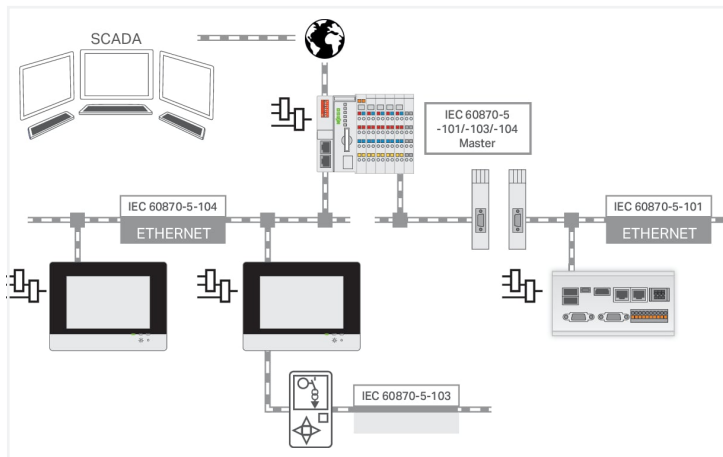 SCADA
IEC 60870-5
-101/-103/-104
Master
IEC 60870-5-104
ETHERNET
IEC 60870-5-101
ETHERNET
IEC 60870-5-103